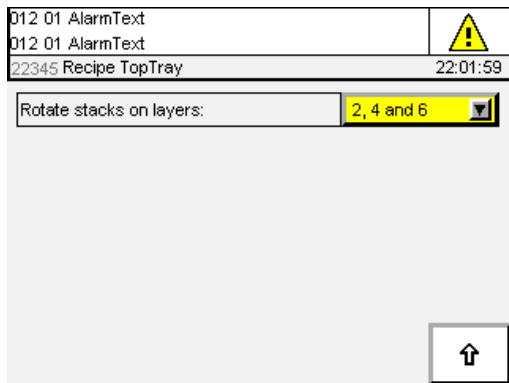 012 01 AlarmText
012 01 AlarmText
22345 Recipe TopTray 22:01:59
Rotate stacks on layers: 2, 4 and 6